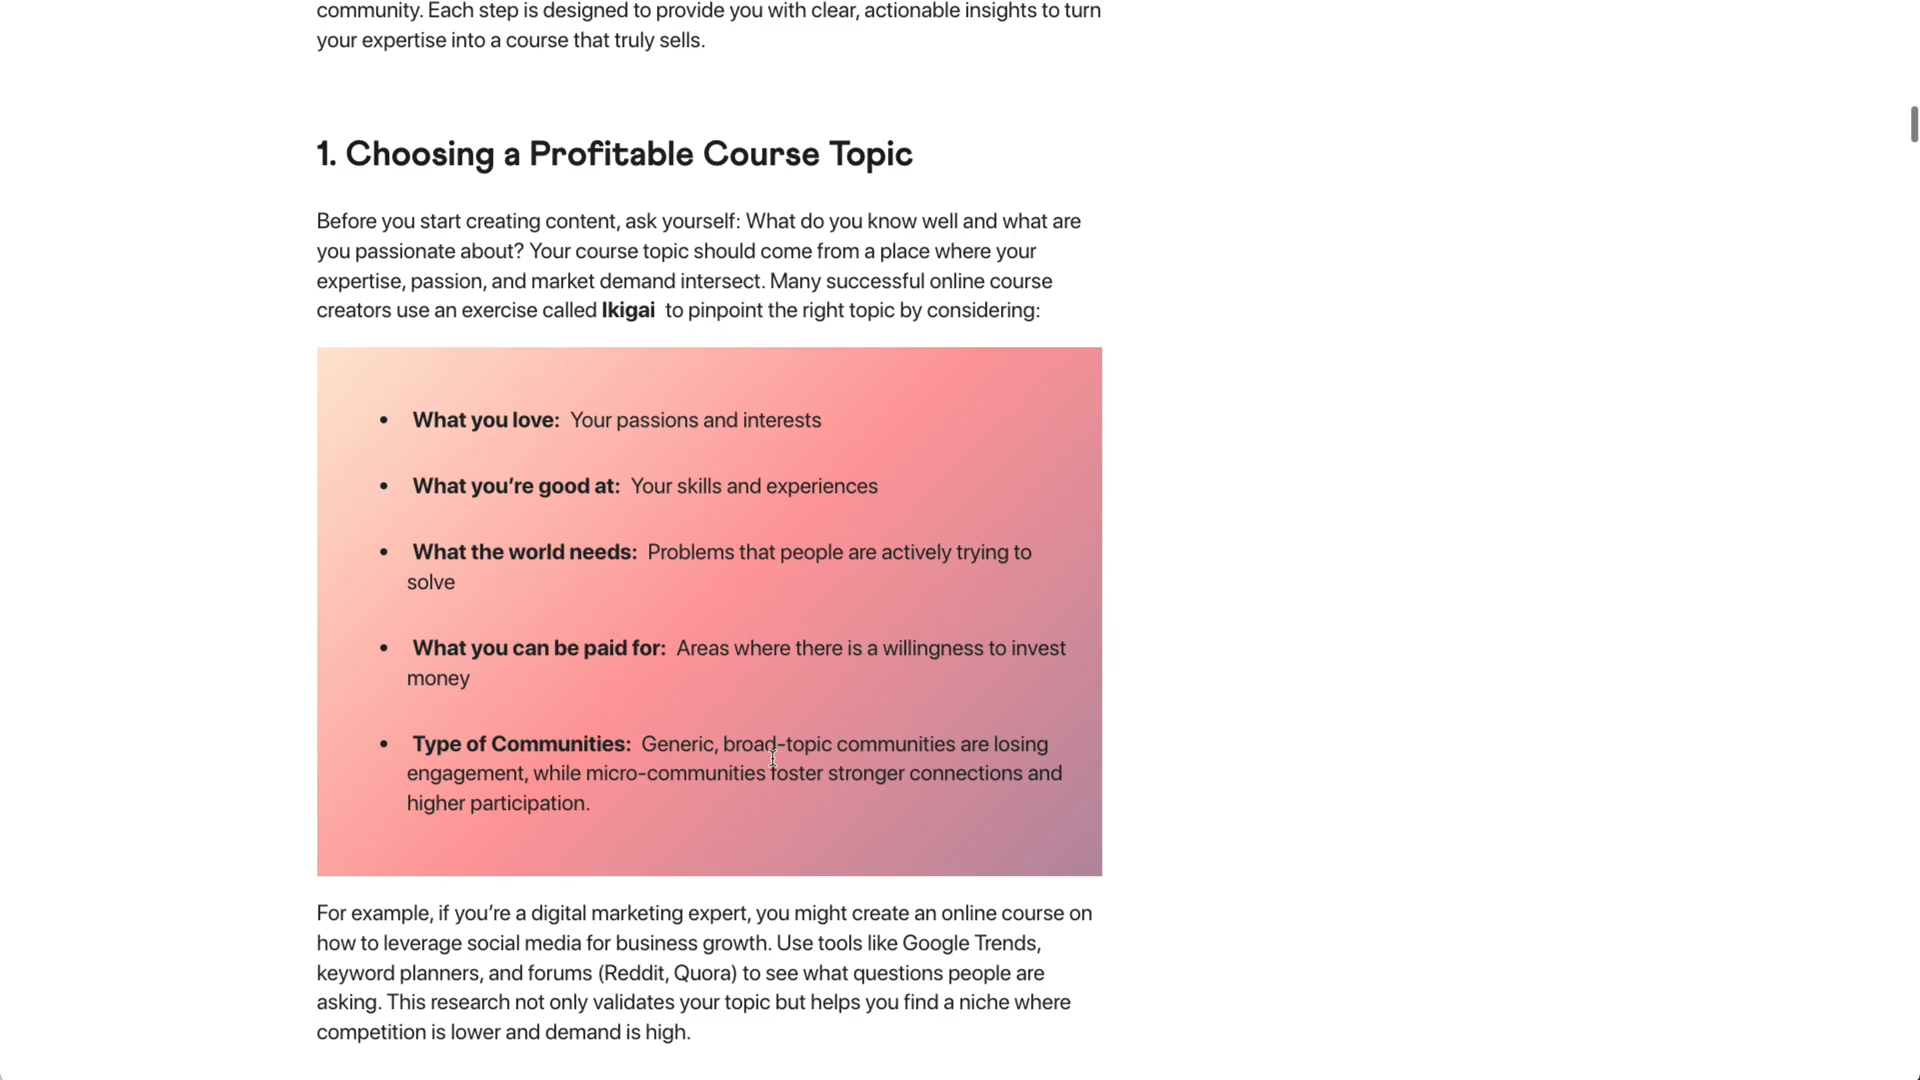 community. Each step is designed to provide you with clear, actionable insights to turn
your expertise into a course that truly sells.
1. Choosing a Profitable Course Topic
Before you start creating content, ask yourself: What do you know well and what are
you passionate about? Your course topic should come from a place where your
expertise, passion, and market demand intersect. Many successful online course
creators use an exercise called Ikigai to pinpoint the right topic by considering:
• What you love: Your passions and interests
• What you’re good at: Your skills and experiences
• What the world needs: Problems that people are actively trying to
solve
• What you can be paid for: Areas where there is a willingness to invest
money
• Type of Communities: Generic, broad-topic communities are losing
engagement, while micro-communities foster stronger connections and
higher participation.
For example, if you’re a digital marketing expert, you might create an online course on
how to leverage social media for business growth. Use tools like Google Trends,
keyword planners, and forums (Reddit, Quora) to see what questions people are
asking. This research not only validates your topic but helps you find a niche where
competition is lower and demand is high.